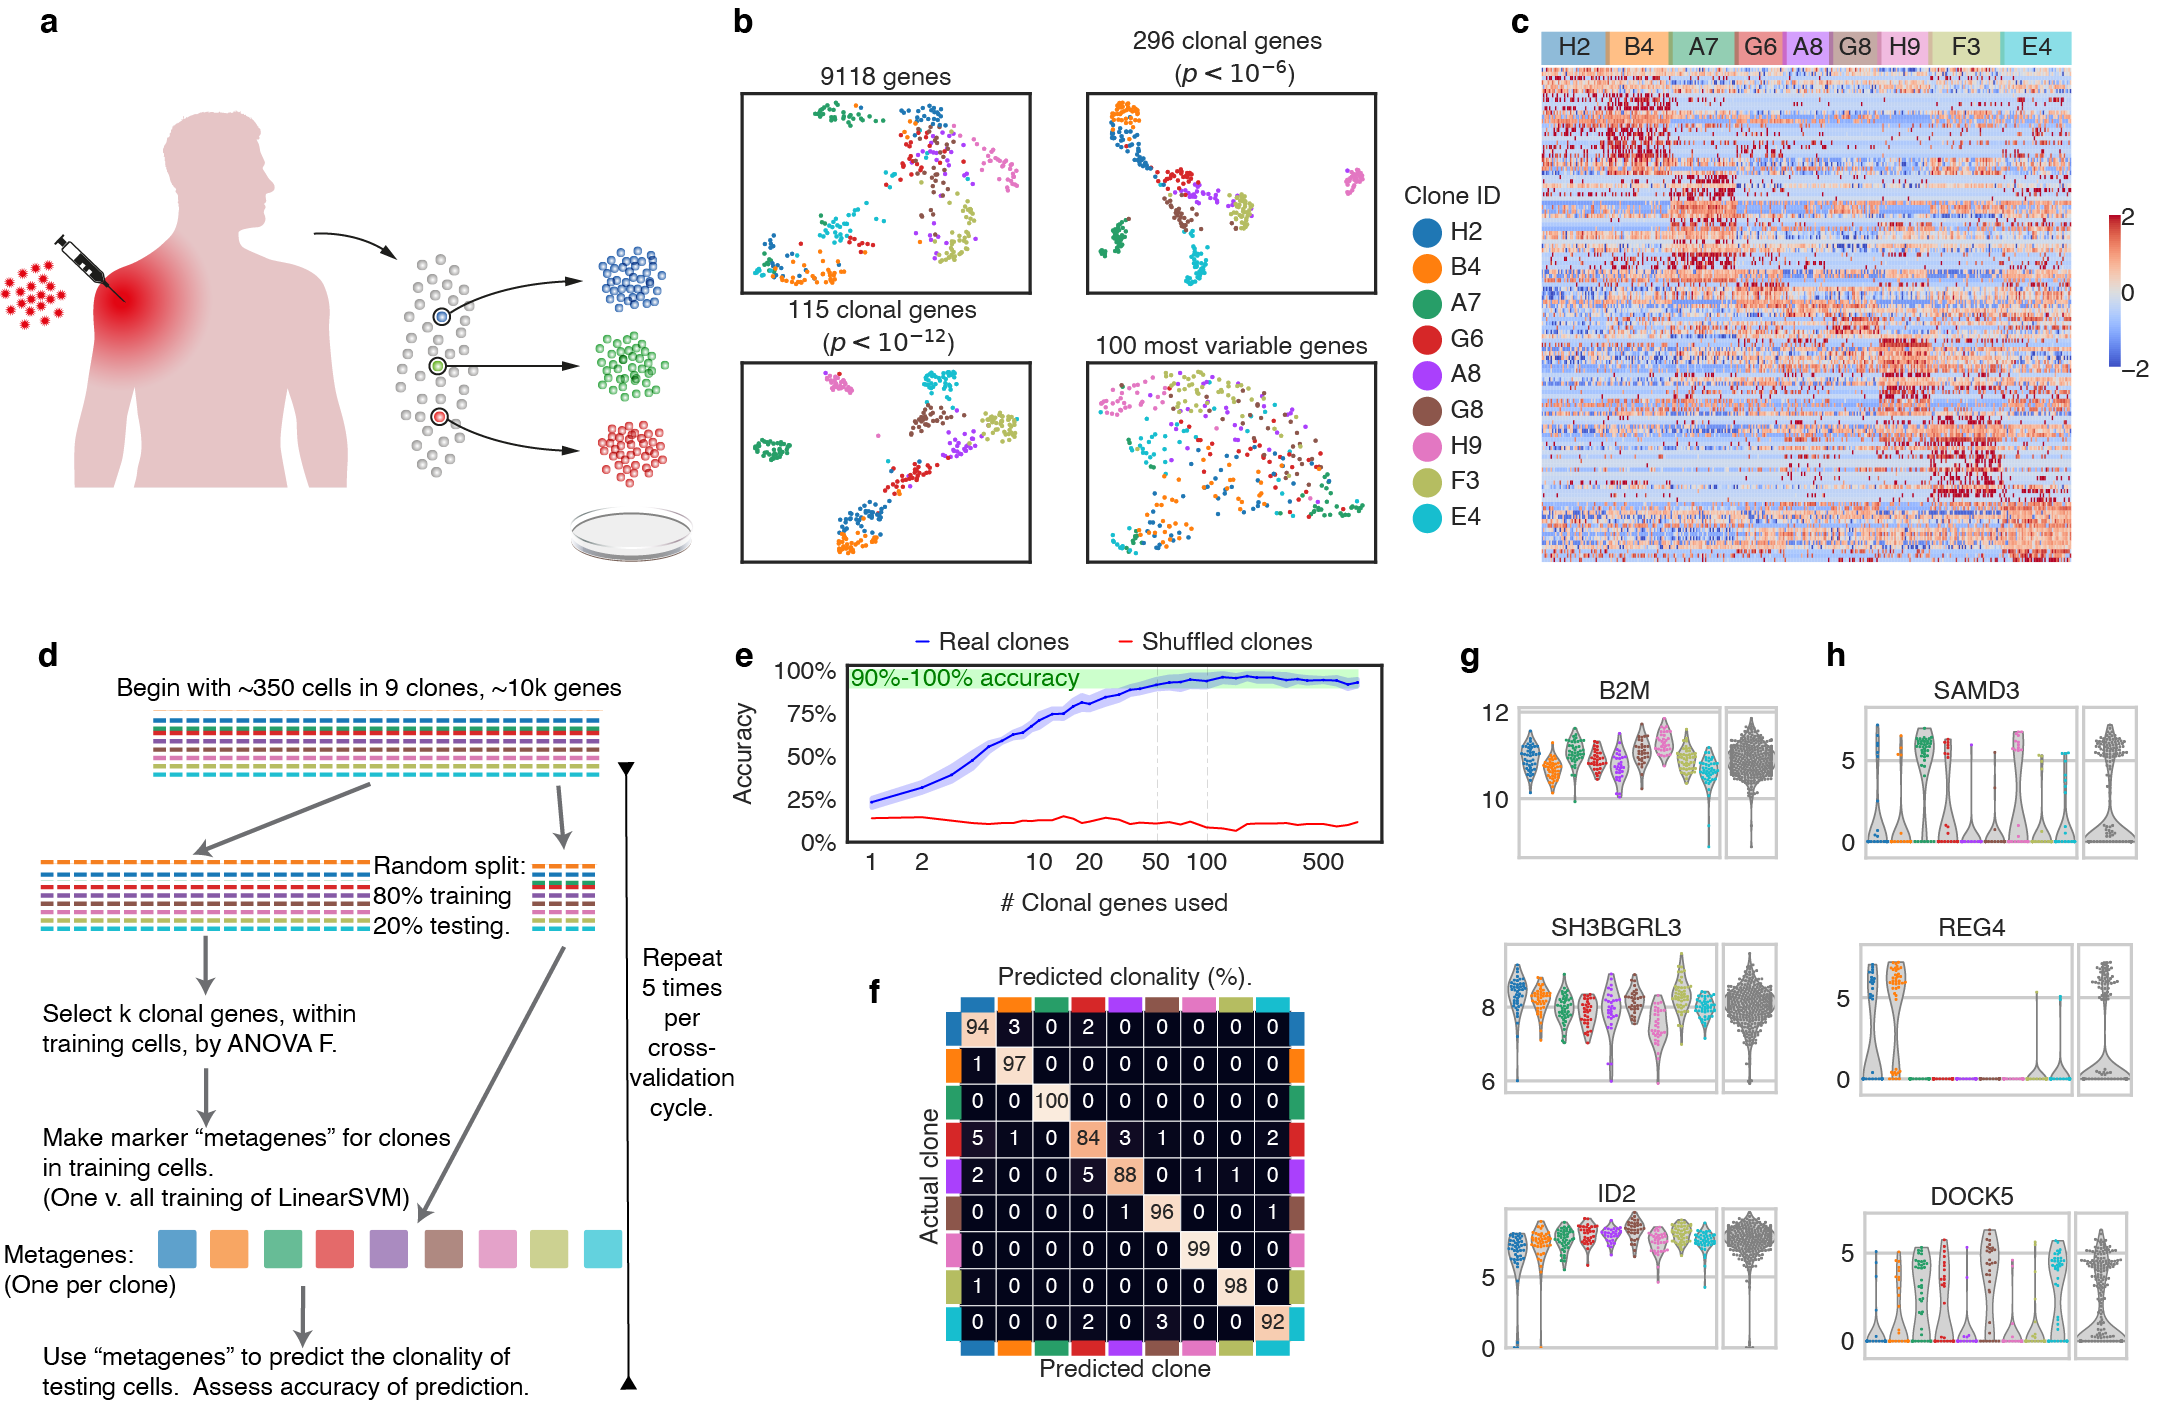 a
b
9118 genes
296 clonal genes
(p < 10⁻⁶)
115 clonal genes
(p < 10⁻¹²)
100 most variable genes
Clone ID
H2
B4
A7
G6
A8
G8
H9
F3
E4
c
H2 B4 A7 G6 A8 G8 H9 F3 E4
2
0
−2
d
Begin with ~350 cells in 9 clones, ~10k genes
Random split:
80% training
20% testing.
Select k clonal genes, within
training cells, by ANOVA F.
Make marker “metagenes” for clones
in training cells.
(One v. all training of LinearSVM)
Metagenes:
(One per clone)
Use “metagenes” to predict the clonality of
testing cells. Assess accuracy of prediction.
Repeat
5 times
per
cross-
validation
cycle.
e
Real clones Shuffled clones
90%-100% accuracy
100%
75%
50%
25%
0%
Accuracy
1 2 10 20 50 100 500
# Clonal genes used
f
Predicted clonality (%).
Actual clone
94 3 0 2 0 0 0 0 0
1 97 0 0 0 0 0 0 0
0 0 100 0 0 0 0 0 0
5 1 0 84 3 1 0 0 2
2 0 0 5 88 0 1 1 0
0 0 0 0 1 96 0 0 1
0 0 0 0 0 0 99 0 0
1 0 0 0 0 0 0 98 0
0 0 0 2 0 3 0 0 92
Predicted clone
g
B2M
12
10
SH3BGRL3
8
6
ID2
5
0
h
SAMD3
5
0
REG4
5
0
DOCK5
5
0